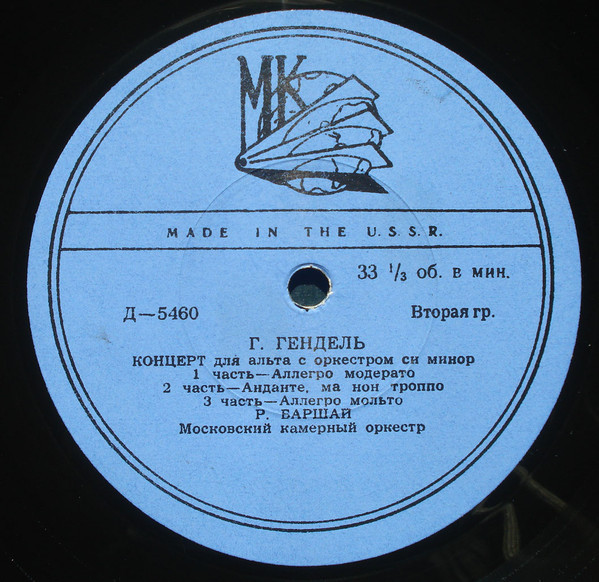 МК
MADE IN THE U.S.S.R.
33 1/3 об. в мин.
Д—5460 Вторая гр.
Г. ГЕНДЕЛЬ
КОНЦЕРТ для альта с оркестром си минор
1 часть—Аллегро модерато
2 часть—Анданте, ма нон троппо
3 часть—Аллегро мольто
Р. БАРШАЙ
Московский камерный оркестр